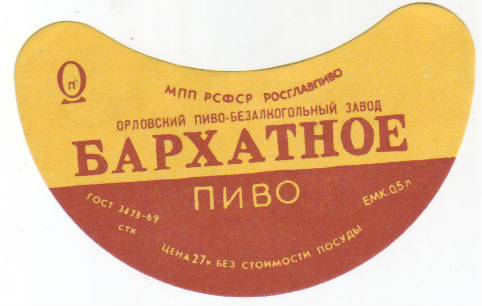 П
МПП РСФСР РОСГЛАВПИВО
ОРЛОВСКИЙ ПИВО-БЕЗАЛКОГОЛЬНЫЙ ЗАВОД
БАРХАТНОЕ
ПИВО
ГОСТ 3473-69
СТК
ЦЕНА 27к БЕЗ СТОИМОСТИ ПОСУДЫ
ЕМК. 0,5 л